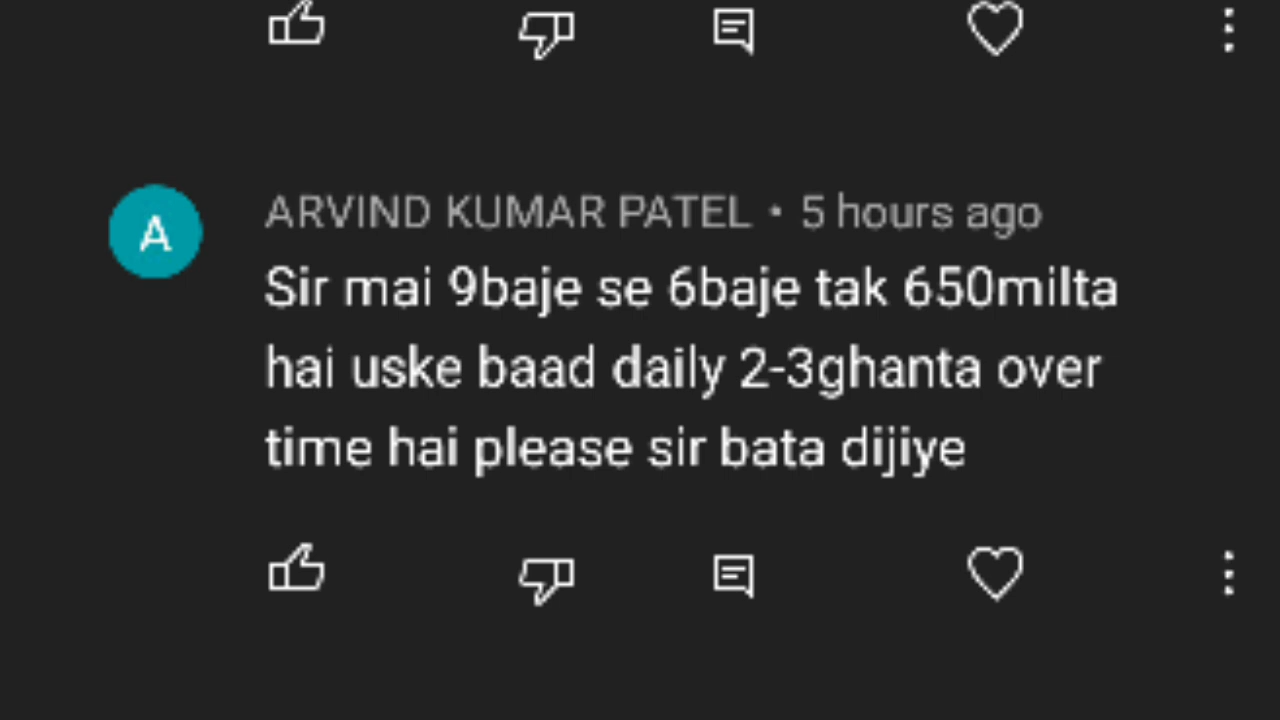 A
ARVIND KUMAR PATEL • 5 hours ago
Sir mai 9baje se 6baje tak 650milta
hai uske baad daily 2-3ghanta over
time hai please sir bata dijiye